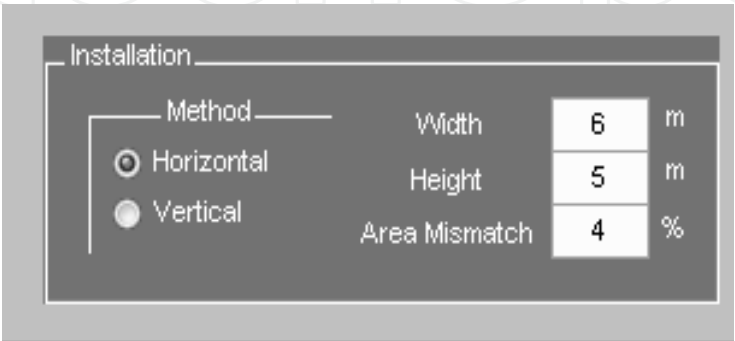 Installation
Method
Width 6 m
Horizontal
Height 5 m
Vertical
Area Mismatch 4 %